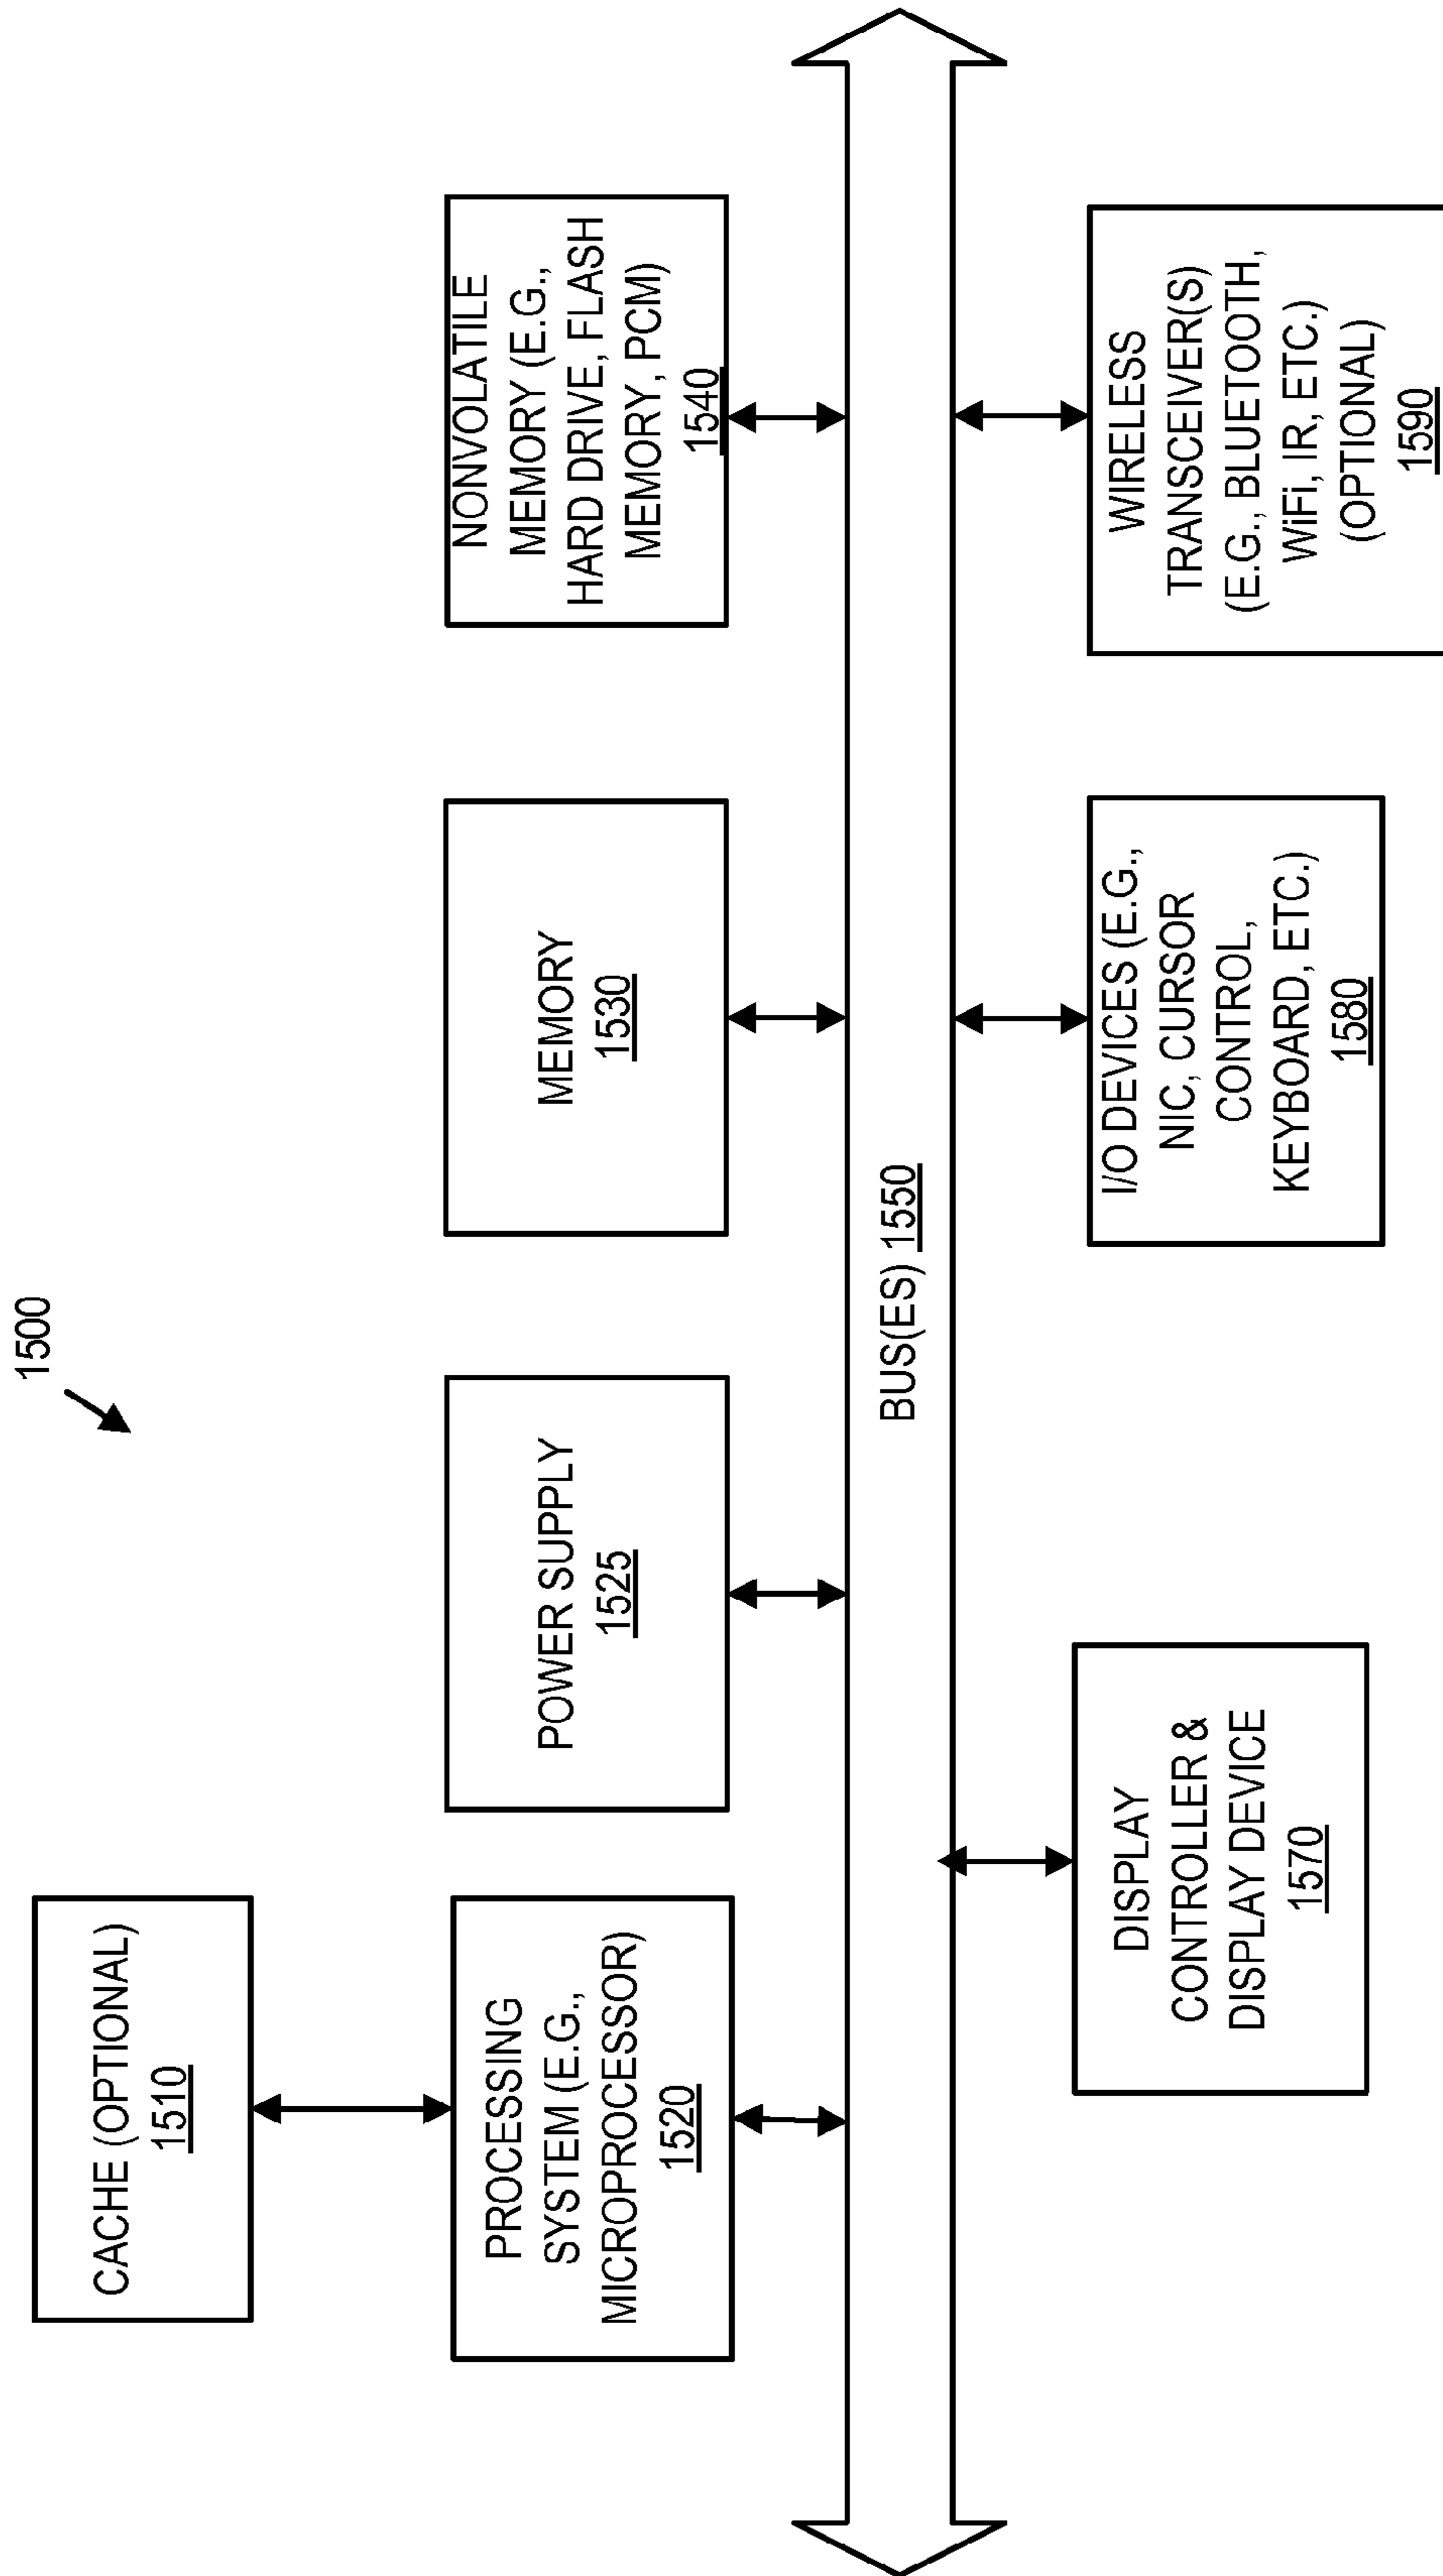 1500
CACHE (OPTIONAL)
1510
PROCESSING
SYSTEM (E.G.,
MICROPROCESSOR)
1520
POWER SUPPLY
1525
MEMORY
1530
NONVOLATILE
MEMORY (E.G.,
HARD DRIVE, FLASH
MEMORY, PCM)
1540
BUS(ES) 1550
DISPLAY
CONTROLLER &
DISPLAY DEVICE
1570
I/O DEVICES (E.G.,
NIC, CURSOR
CONTROL,
KEYBOARD, ETC.)
1580
WIRELESS
TRANSCEIVER(S)
(E.G., BLUETOOTH,
WiFi, IR, ETC.)
(OPTIONAL)
1590